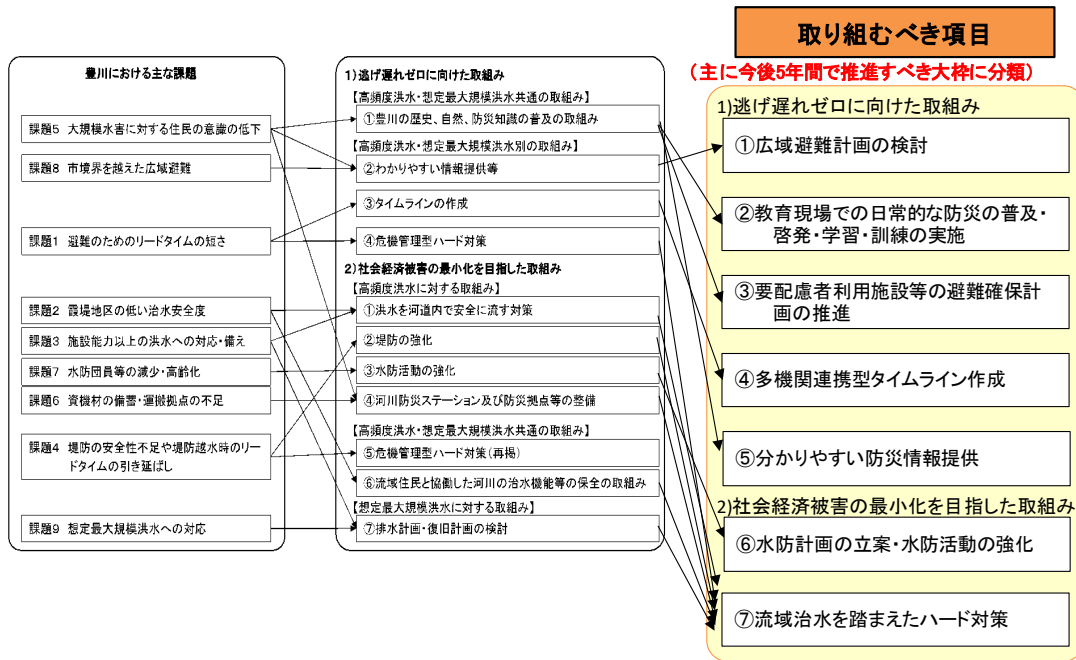 取り組むべき項目
（主に今後5年間で推進すべき大枠に分類）
豊川における主な課題
課題5 大規模水害に対する住民の意識の低下
課題8 市境界を越えた広域避難
課題1 避難のためのリードタイムの短さ
課題2 霞堤地区の低い治水安全度
課題3 施設能力以上の洪水への対応・備え
課題7 水防団員等の減少・高齢化
課題6 資機材の備蓄・運搬拠点の不足
課題4 堤防の安全性不足や堤防越水時のリー
ドタイムの引き延ばし
課題9 想定最大規模洪水への対応
1)逃げ遅れゼロに向けた取組み
【高頻度洪水・想定最大規模洪水共通の取組み】
①豊川の歴史、自然、防災知識の普及の取組み
【高頻度洪水・想定最大規模洪水別の取組み】
②わかりやすい情報提供等
③タイムラインの作成
④危機管理型ハード対策
2)社会経済被害の最小化を目指した取組み
【高頻度洪水に対する取組み】
①洪水を河道内で安全に流す対策
②堤防の強化
③水防活動の強化
④河川防災ステーション及び防災拠点等の整備
【高頻度洪水・想定最大規模洪水共通の取組み】
⑤危機管理型ハード対策(再掲)
⑥流域住民と協働した河川の治水機能等の保全の取組み
【想定最大規模洪水に対する取組み】
⑦排水計画・復旧計画の検討
1)逃げ遅れゼロに向けた取組み
①広域避難計画の検討
②教育現場での日常的な防災の普及・
啓発・学習・訓練の実施
③要配慮者利用施設等の避難確保計
画の推進
④多機関連携型タイムライン作成
⑤分かりやすい防災情報提供
2)社会経済被害の最小化を目指した取組み
⑥水防計画の立案・水防活動の強化
⑦流域治水を踏まえたハード対策